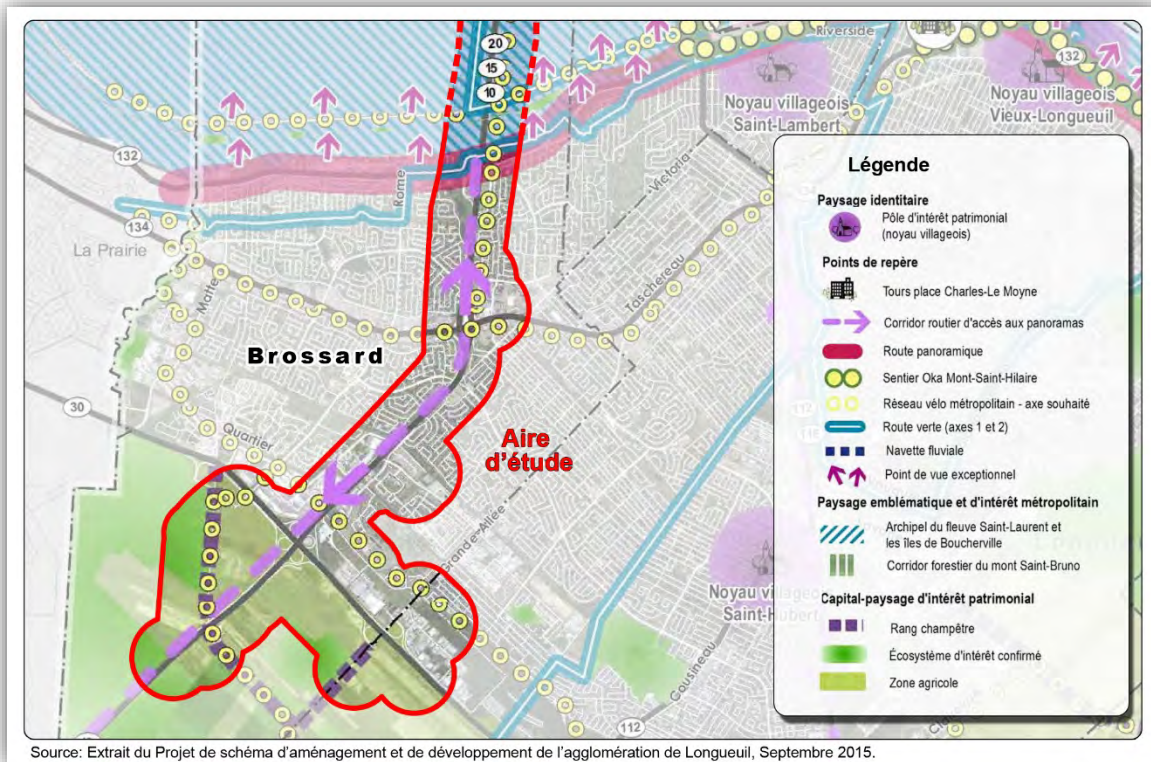 20
15
10
Riverside
132
Noyau villageois
Saint-Lambert
Noyau villageois
Vieux-Longueuil
132
Rome
Victoria
134
La Prairie
Matte
Taschereau
Brossard
30
Quartier
Aire
d'étude
112
Grande-Allée
Noyau villageois
Saint-Hubert
Gausineau
112
Légende
Paysage identitaire
Pôle d'intérêt patrimonial
(noyau villageois)
Points de repère
Tours place Charles-Le Moyne
Corridor routier d'accès aux panoramas
Route panoramique
Sentier Oka Mont-Saint-Hilaire
Réseau vélo métropolitain - axe souhaité
Route verte (axes 1 et 2)
Navette fluviale
Point de vue exceptionnel
Paysage emblématique et d'intérêt métropolitain
Archipel du fleuve Saint-Laurent et
les îles de Boucherville
Corridor forestier du mont Saint-Bruno
Capital-paysage d'intérêt patrimonial
Rang champêtre
Écosystème d'intérêt confirmé
Zone agricole
Source: Extrait du Projet de schéma d'aménagement et de développement de l'agglomération de Longueuil, Septembre 2015.